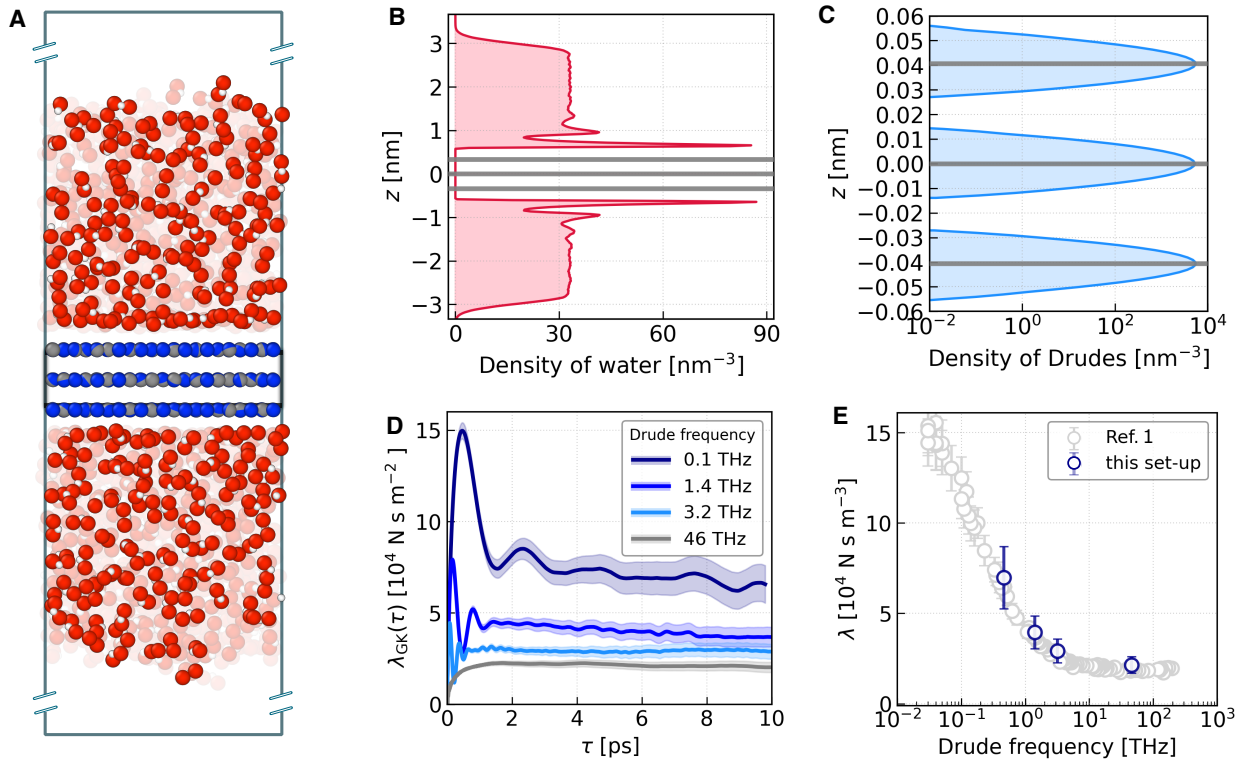 A
B
3
2
1
0
−1
−2
−3
z [nm]
0
30
60
90
Density of water [nm⁻³]
C
0.06
0.05
0.04
0.03
0.01
0.00
−0.01
−0.02
−0.03
−0.04
−0.05
−0.06
z [nm]
10⁻²
10⁰
10²
10⁴
Density of Drudes [nm⁻³]
D
15
10
5
0
λGK(τ) [10⁴ N s m⁻² ]
Drude frequency
0.1 THz
1.4 THz
3.2 THz
46 THz
0
2
4
6
8
10
τ [ps]
E
15
10
5
0
λ [10⁴ N s m⁻³]
Ref. 1
this set-up
10⁻²
10⁻¹
10⁰
10¹
10²
10³
Drude frequency [THz]